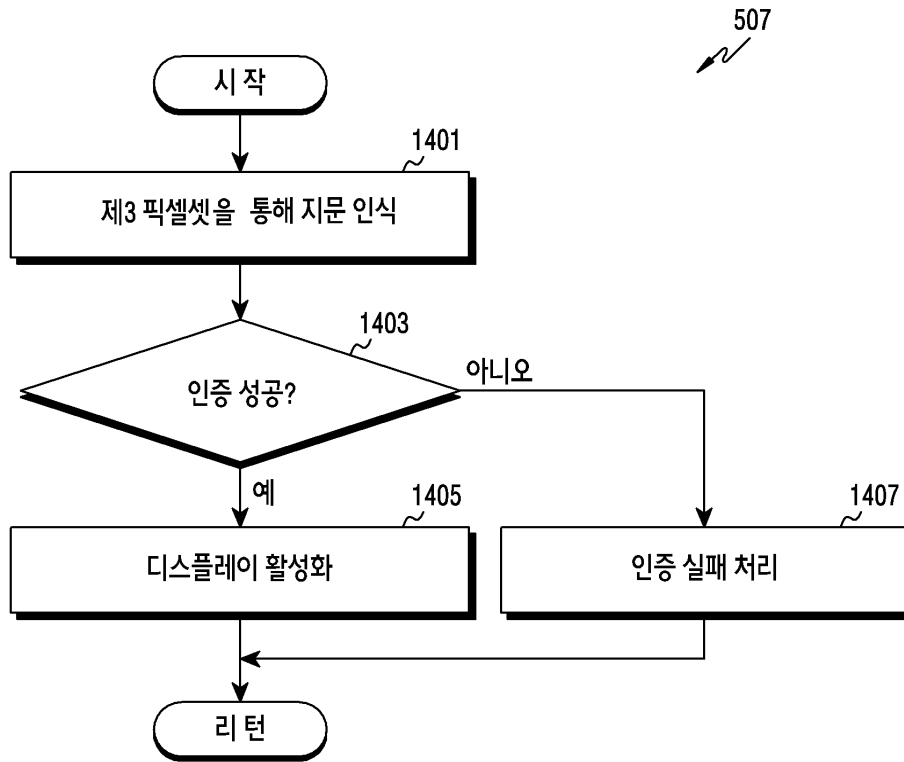 507
시 작
1401
제3 픽셀셋을 통해 지문 인식
1403
인증 성공?
아니오
예
1405
디스플레이 활성화
1407
인증 실패 처리
리 턴